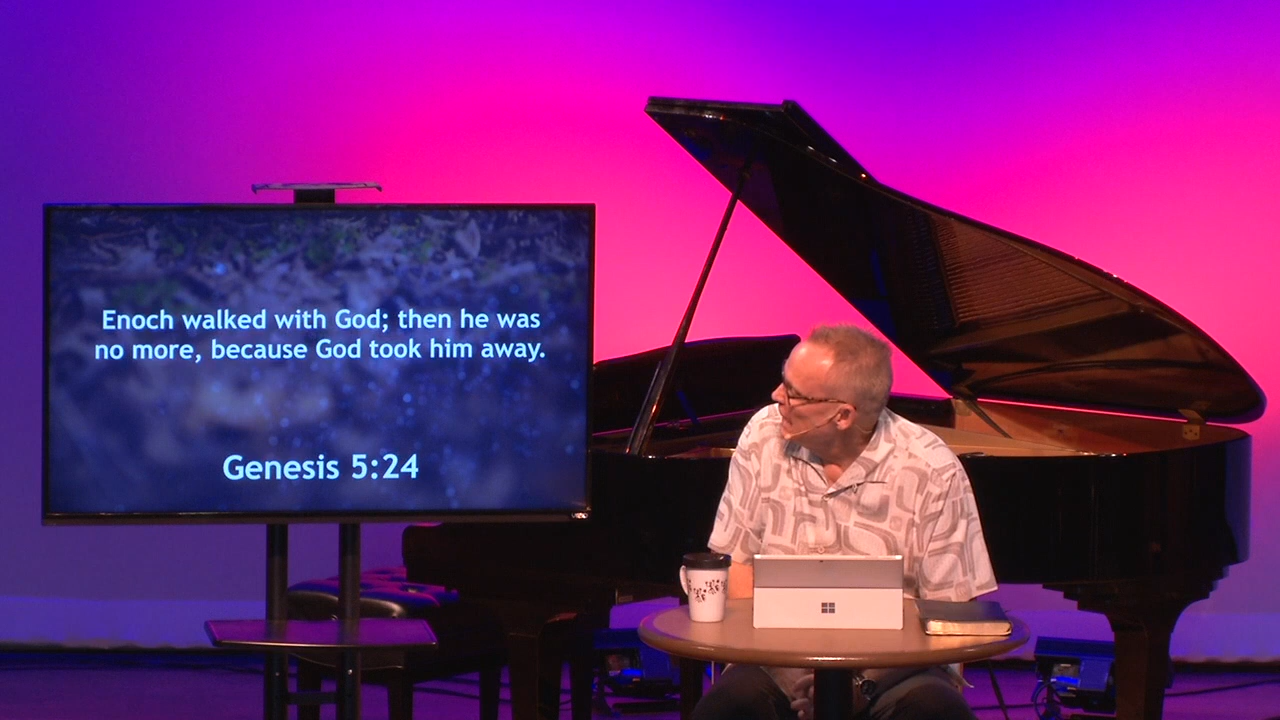 Enoch walked with God; then he was
no more, because God took him away.
Genesis 5:24